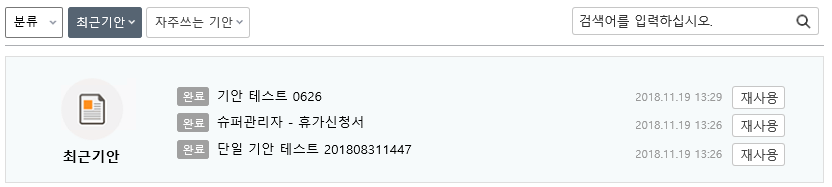 분류 최근기안 자주쓰는 기안 검색어를 입력하십시오.
완료 기안 테스트 0626 2018.11.19 13:29 재사용
완료 슈퍼관리자 - 휴가신청서 2018.11.19 13:26 재사용
완료 단일 기안 테스트 201808311447 2018.11.19 13:26 재사용
최근기안